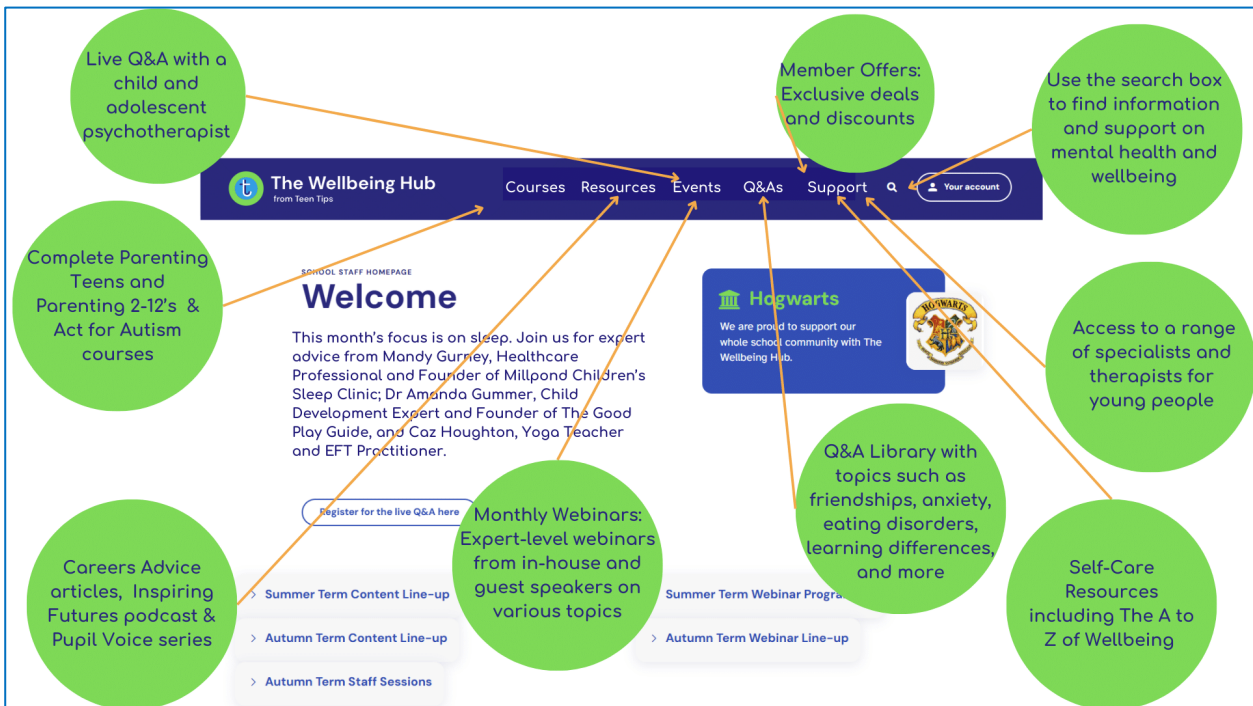 Live Q&A with a
child and
adolescent
psychotherapist
Member Offers:
Exclusive deals
and discounts
Use the search box
to find information
and support on
mental health and
wellbeing
t
The Wellbeing Hub
from Teen Tips
Courses Resources Events Q&As Support
Your account
Complete Parenting
Teens and
Parenting 2-12's & 
Act for Autism
courses
SCHOOL STAFF HOMEPAGE
Welcome
This month's focus is on sleep. Join us for expert
advice from Mandy Gurney, Healthcare
Professional and Founder of Millpond Children's
Sleep Clinic; Dr Amanda Gummer, Child
Development Expert and Founder of The Good
Play Guide, and Caz Houghton, Yoga Teacher
and EFT Practitioner.
Register for the live Q&A here
Hogwarts
We are proud to support our
whole school community with The
Wellbeing Hub.
HOGWARTS
Access to a range
of specialists and
therapists for
young people
Q&A Library with
topics such as
friendships, anxiety,
eating disorders,
learning differences,
and more
Monthly Webinars:
Expert-level webinars
from in-house and
guest speakers on
various topics
Careers Advice
articles, Inspiring
Futures podcast &
Pupil Voice series
Self-Care
Resources
including The A to
Z of Wellbeing
Summer Term Content Line-up
Autumn Term Content Line-up
Autumn Term Staff Sessions
Summer Term Webinar
Autumn Term Webinar Line-up